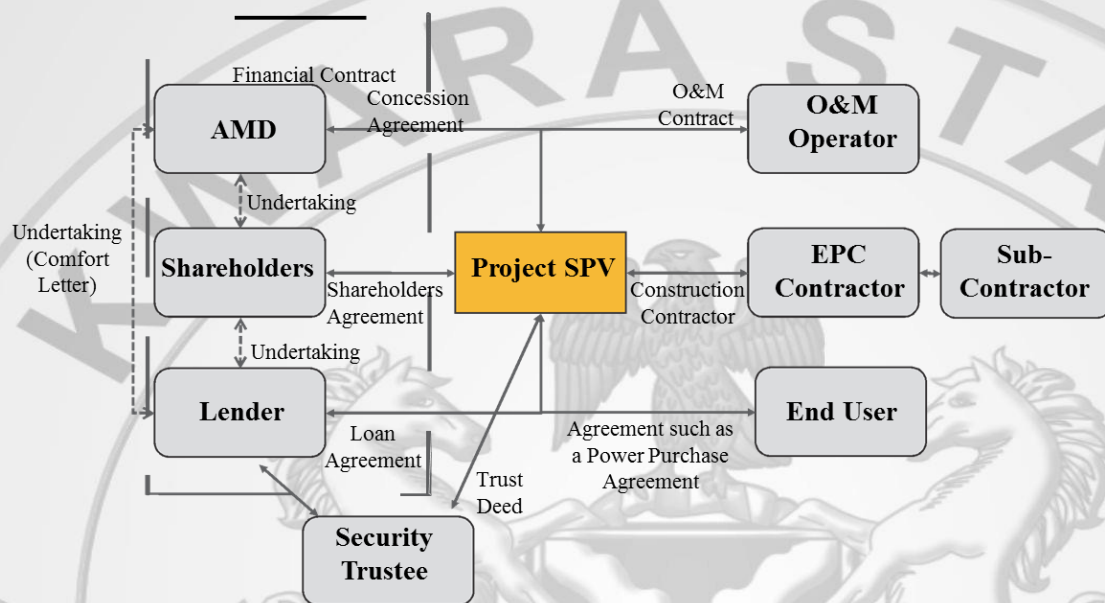 KWARA STA
Financial Contract
AMD
Concession
Agreement
O&M
Contract
O&M
Operator
Undertaking
Undertaking
(Comfort
Letter)
Shareholders
Shareholders
Agreement
Project SPV
Construction
Contractor
EPC
Contractor
Sub-
Contractor
Undertaking
Lender
Loan
Agreement
Trust
Deed
Agreement such as
a Power Purchase
Agreement
End User
Security
Trustee